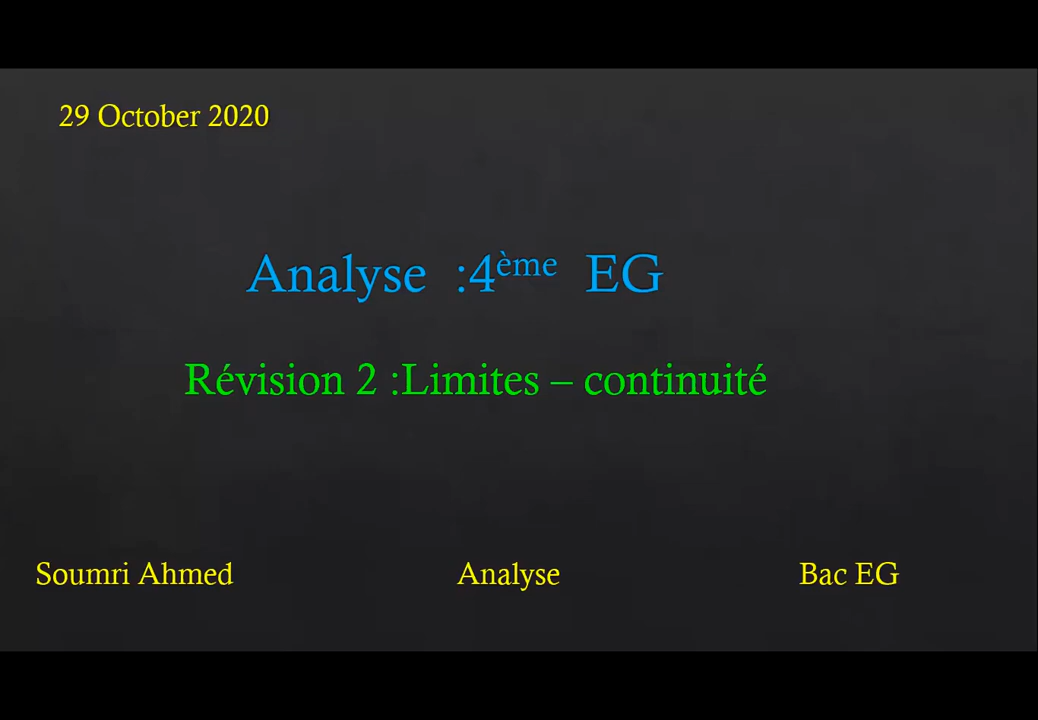 29 October 2020
Analyse :4ème EG
Révision 2 :Limites – continuité
Soumri Ahmed Analyse Bac EG